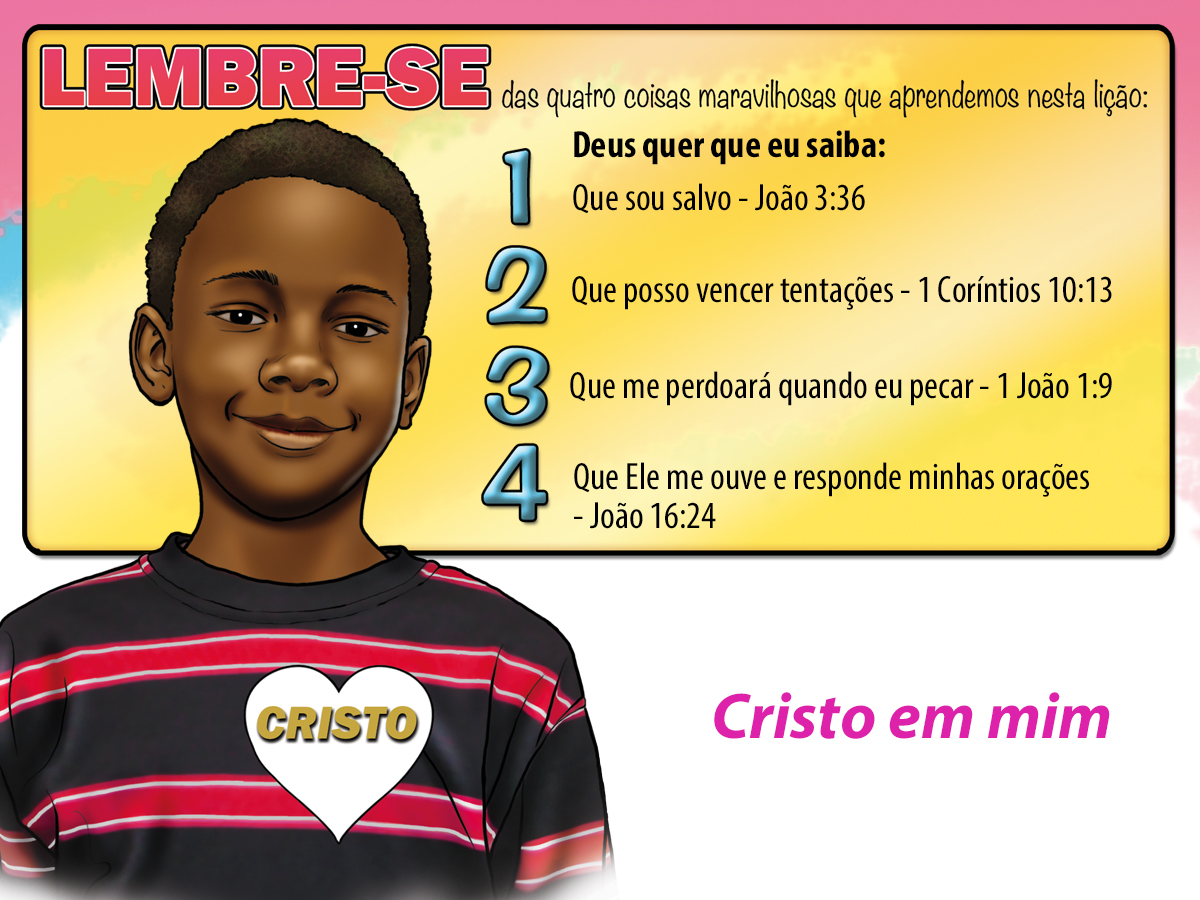 LEMBRE-SE das quatro coisas maravilhosas que aprendemos nesta lição:
Deus quer que eu saiba:
1 Que sou salvo - João 3:36
2 Que posso vencer tentações - 1 Coríntios 10:13
3 Que me perdoará quando eu pecar - 1 João 1:9
4 Que Ele me ouve e responde minhas orações
- João 16:24
CRISTO
Cristo em mim